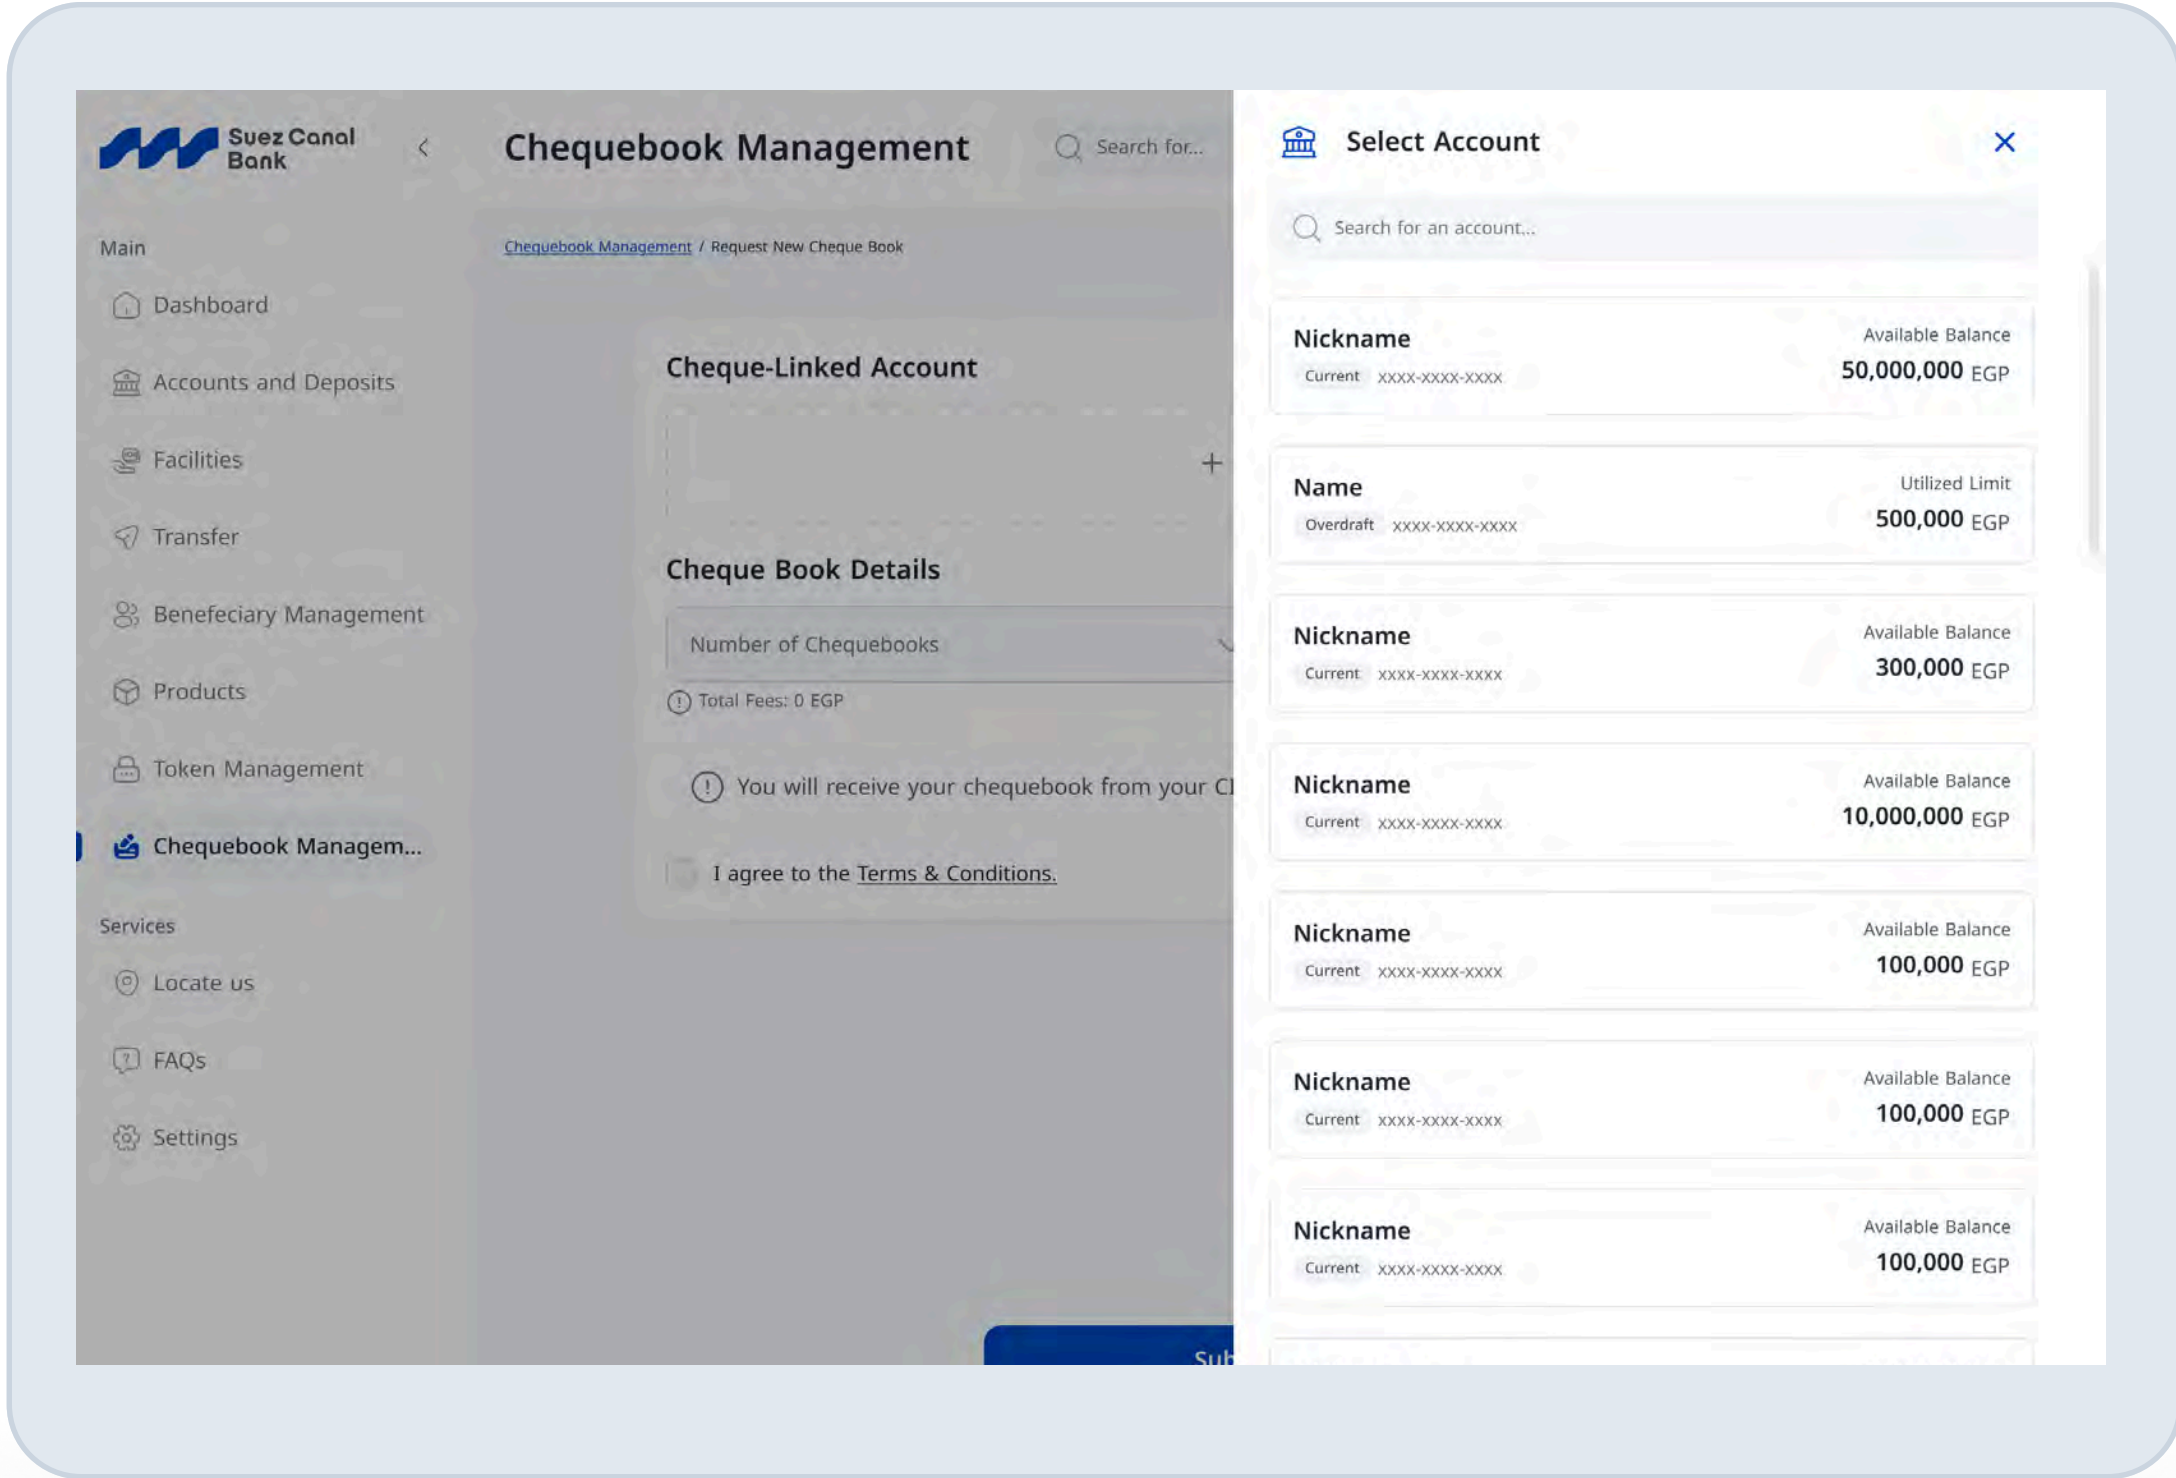 Suez Canal
Bank
Main
Dashboard
Accounts and Deposits
Facilities
Transfer
Benefeciary Management
Products
Token Management
Chequebook Managem...
Services
Locate us
FAQs
Settings
Chequebook Management
Search for...
Chequebook Management / Request New Cheque Book
Cheque-Linked Account
+
Cheque Book Details
Number of Chequebooks
Total Fees: 0 EGP
You will receive your chequebook from your
I agree to the Terms & Conditions.
Select Account
Search for an account...
Nickname
Available Balance
Current xxxx-xxxx-xxxx
50,000,000 EGP
Name
Utilized Limit
Overdraft xxxx-xxxx-xxxx
500,000 EGP
Nickname
Available Balance
Current xxxx-xxxx-xxxx
300,000 EGP
Nickname
Available Balance
Current xxxx-xxxx-xxxx
10,000,000 EGP
Nickname
Available Balance
Current xxxx-xxxx-xxxx
100,000 EGP
Nickname
Available Balance
Current xxxx-xxxx-xxxx
100,000 EGP
Nickname
Available Balance
Current xxxx-xxxx-xxxx
100,000 EGP